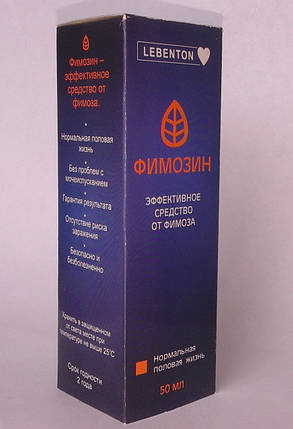 Фимозин –
эффективное
средство от
фимоза.
Нормальная половая
жизнь
Без проблем с
мочеиспусканием
Гарантия результата
Отсутствие риска
заражения
Безопасно и
безболезненно
Хранить в защищенном
от света месте при
температуре не выше 25°С
Срок годности
2 года
LEBENTON
ФИМОЗИН
ЭФФЕКТИВНОЕ
СРЕДСТВО
ОТ ФИМОЗА
Нормальная
половая жизнь
50 МЛ